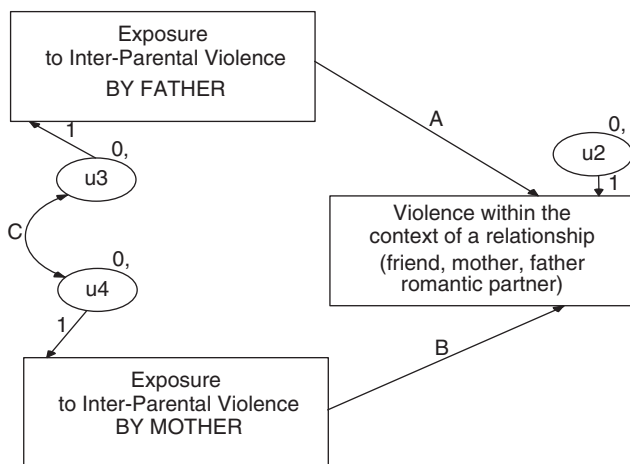 Exposure
to Inter-Parental Violence
BY FATHER
A
1
0,
u3
0,
u2
1
C
Violence within the
context of a relationship
(friend, mother, father
romantic partner)
0,
u4
1
B
Exposure
to Inter-Parental Violence
BY MOTHER